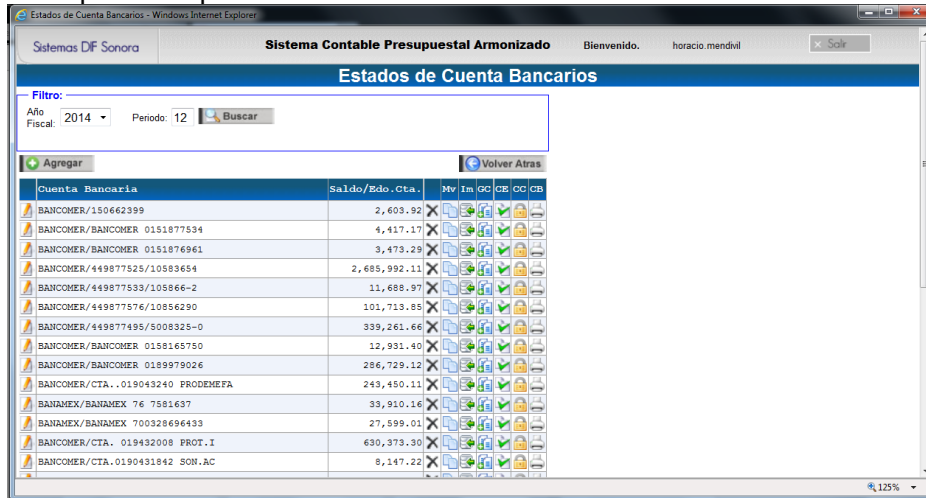 Estados de Cuenta Bancarios - Windows Internet Explorer
Sistemas DIF Sonora Sistema Contable Presupuestal Armonizado Bienvenido. horacio.mendivil × Salir
Estados de Cuenta Bancarios
Filtro:
Año Fiscal: 2014 Periodo: 12 Buscar
Agregar Volver Atras
Cuenta Bancaria Saldo/Edo.Cta. Mv Im GC CE CC CB
BANCOMER/150662399 2,603.92
BANCOMER/BANCOMER 0151877534 4,417.17
BANCOMER/BANCOMER 0151876961 3,473.29
BANCOMER/449877525/10583654 2,685,992.11
BANCOMER/449877533/105866-2 11,688.97
BANCOMER/449877576/10856290 101,713.85
BANCOMER/449877495/5008325-0 339,261.66
BANCOMER/BANCOMER 0158165750 12,931.40
BANCOMER/BANCOMER 0189979026 286,729.12
BANCOMER/CTA..019043240 PRODEMEFA 243,450.11
BANAMEX/BANAMEX 76 7581637 33,910.16
BANAMEX/BANAMEX 700328696433 27,599.01
BANCOMER/CTA. 019432008 PROT.I 630,373.30
BANCOMER/CTA.0190431842 SON.AC 8,147.22
125%